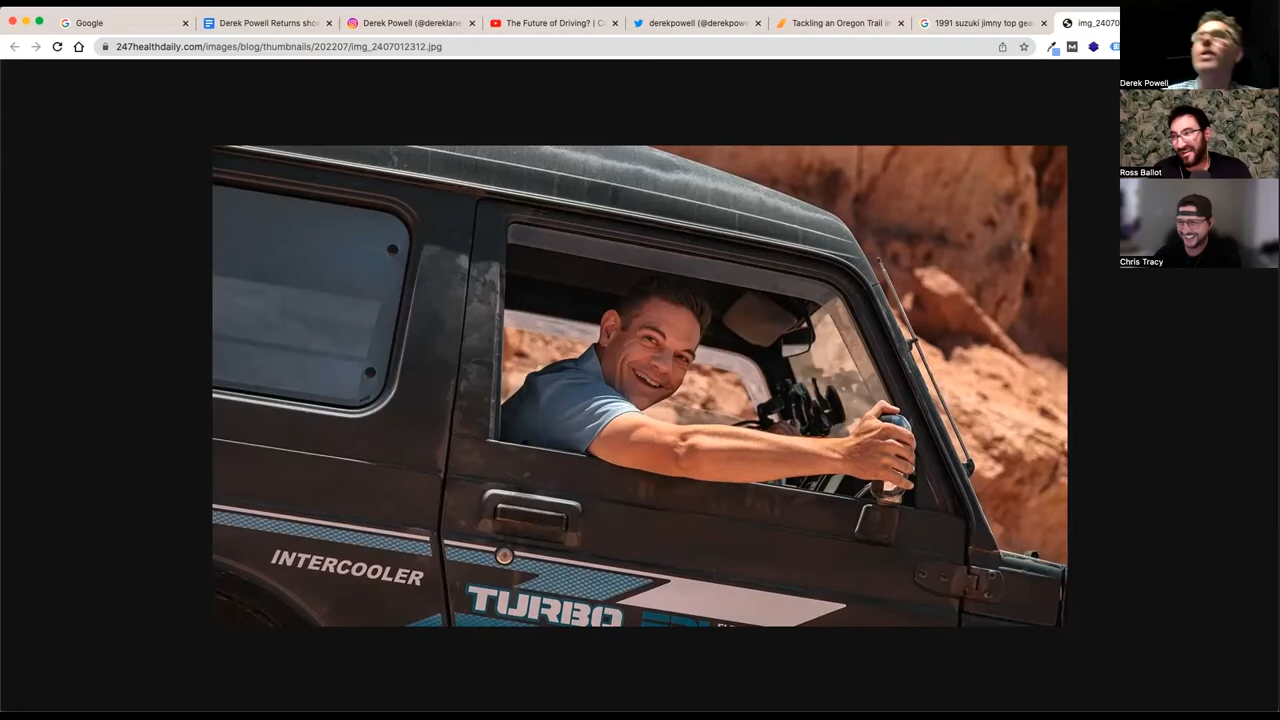 Google
Derek Powell Returns sho
Derek Powell (@dereklane
The Future of Driving? | C
derekpowell (@derekpowe
Tackling an Oregon Trail in
1991 suzuki jimny top gea
img_24070
247healthdaily.com/images/blog/thumbnails/202207/img_2407012312.jpg
Derek Powell
Ross Ballot
Chris Tracy
INTERCOOLER
TURBO